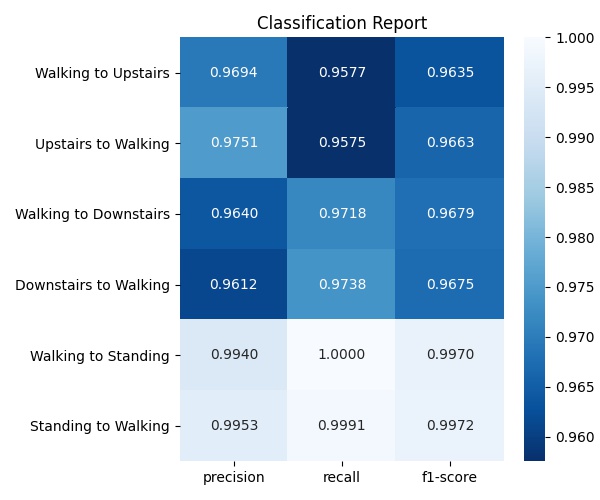 Classification Report
Walking to Upstairs 0.9694 0.9577 0.9635
Upstairs to Walking 0.9751 0.9575 0.9663
Walking to Downstairs 0.9640 0.9718 0.9679
Downstairs to Walking 0.9612 0.9738 0.9675
Walking to Standing 0.9940 1.0000 0.9970
Standing to Walking 0.9953 0.9991 0.9972
precision recall f1-score
1.000
0.995
0.990
0.985
0.980
0.975
0.970
0.965
0.960